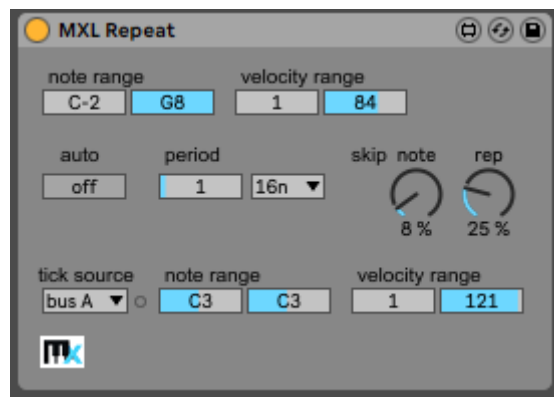 MXL Repeat
note range velocity range
C-2 G8 1 84
auto period skip note rep
off 1 16n
8 % 25 %
tick source note range velocity range
bus A C3 C3 1 121
mx